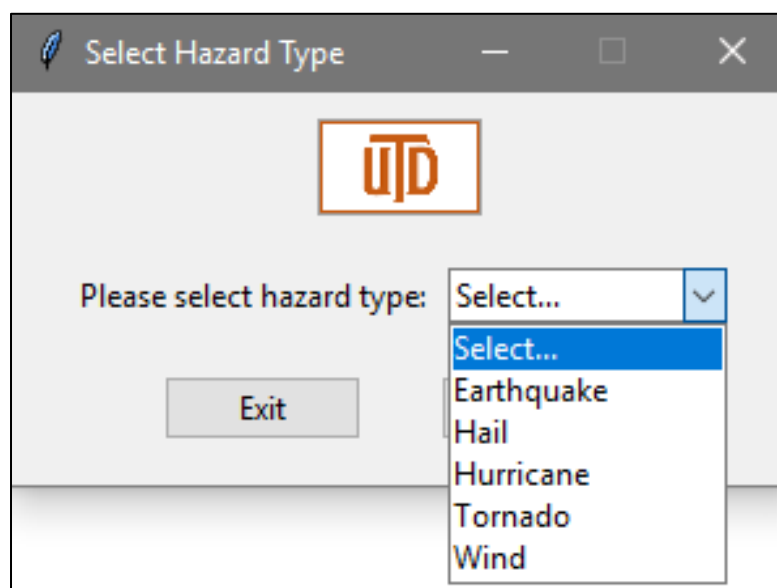 Select Hazard Type
UTD
Please select hazard type: Select...
Select...
Earthquake
Exit
Hail
Hurricane
Tornado
Wind